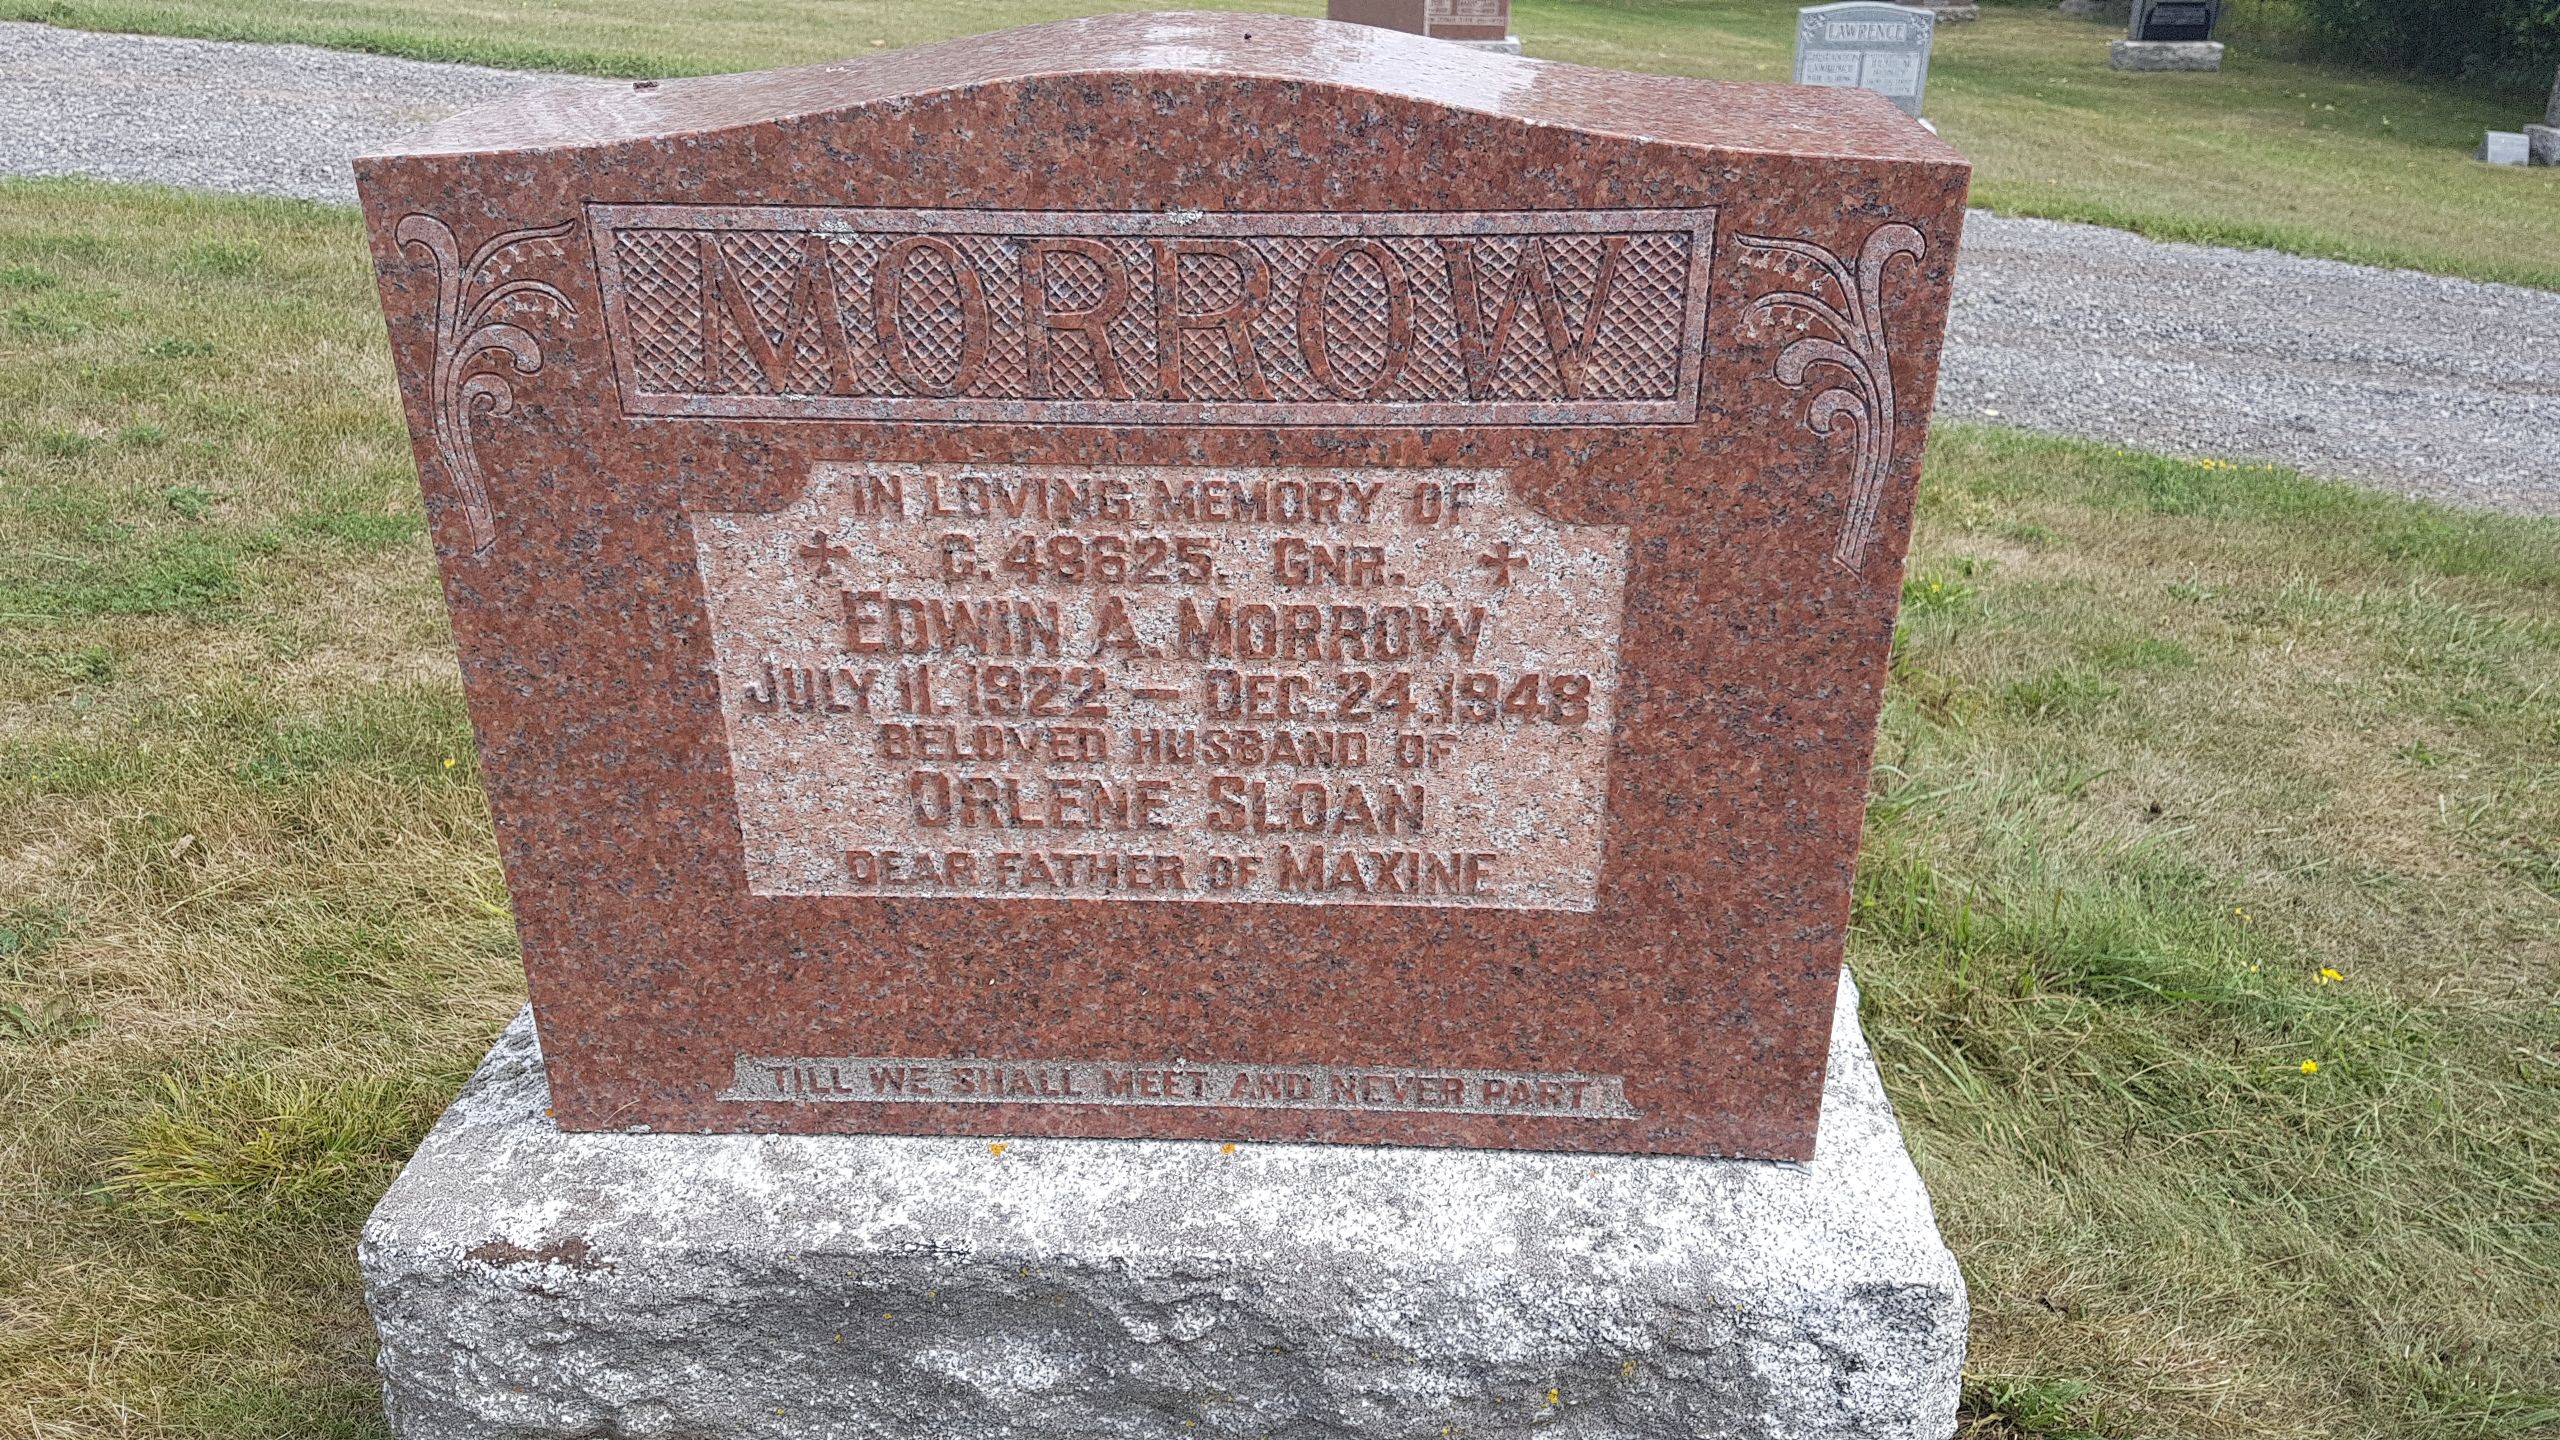 MORROW
IN LOVING MEMORY OF
C.48625. GNR.
EDWIN A. MORROW
JULY 11. 1922 — DEC. 24. 1948
BELOVED HUSBAND OF
ORLENE SLOAN
DEAR FATHER OF MAXINE
TILL WE SHALL MEET AND NEVER PART
LAWRENCE